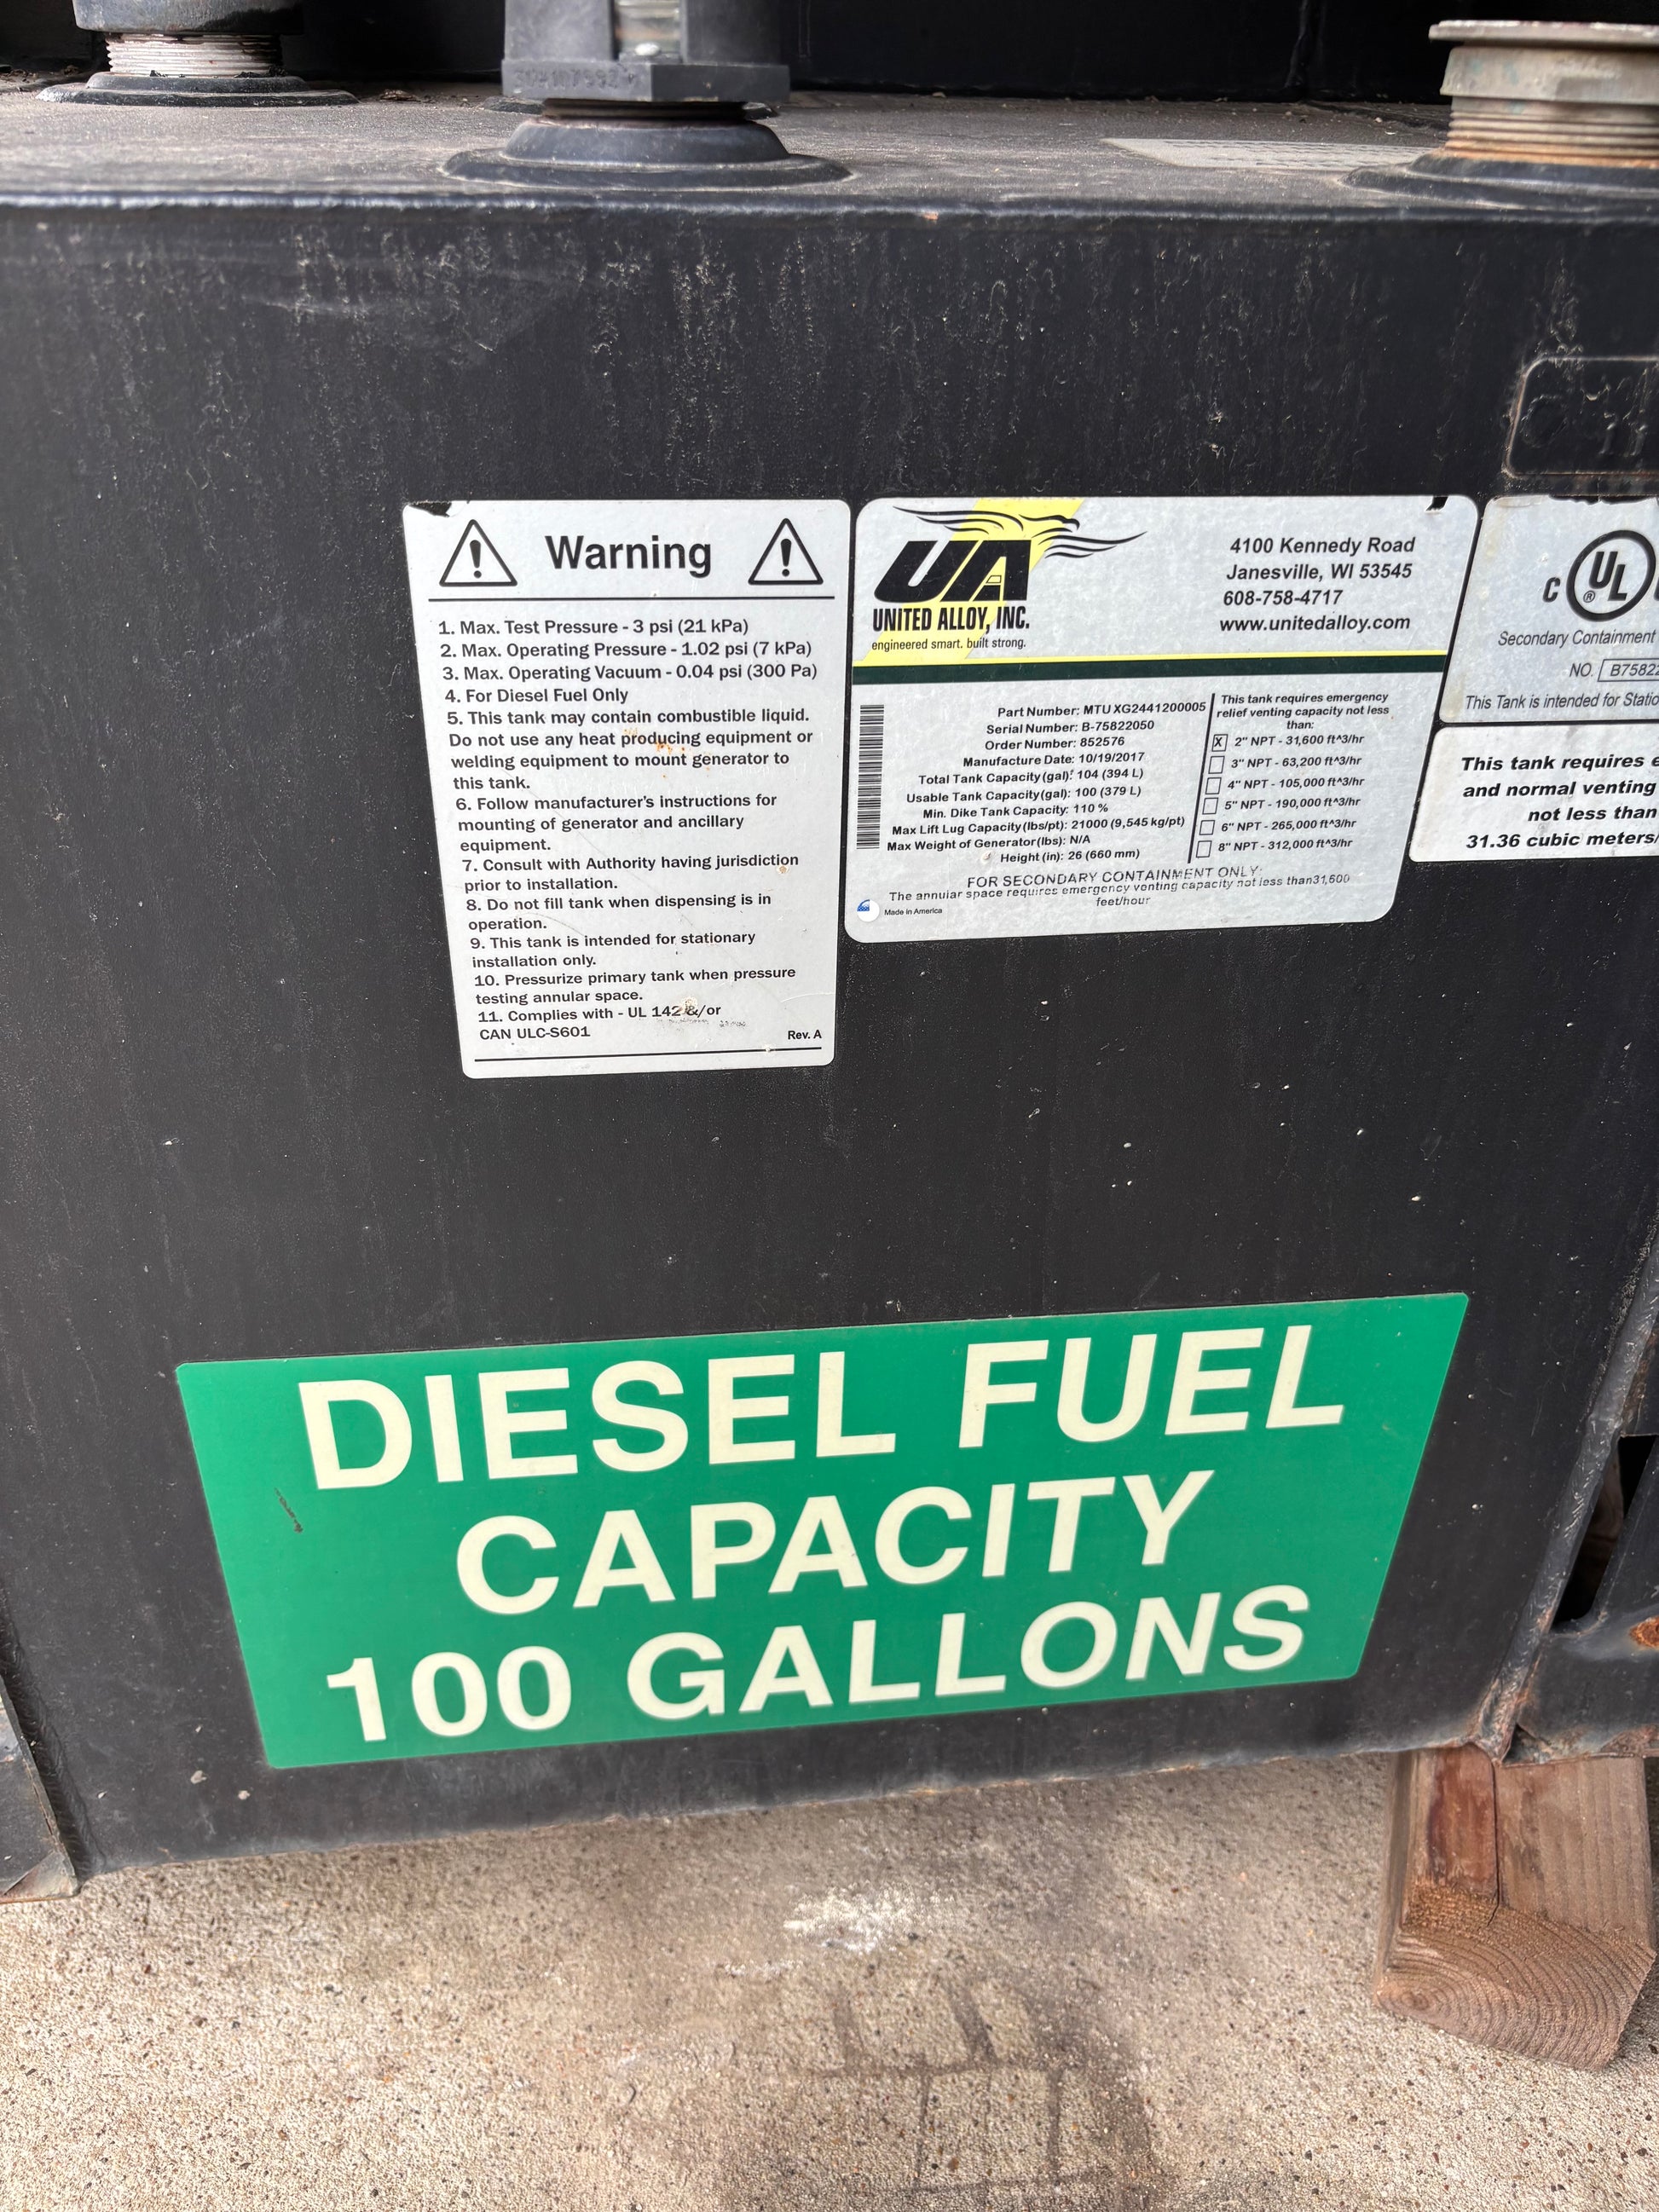 Warning
1. Max. Test Pressure - 3 psi (21 kPa)
2. Max. Operating Pressure - 1.02 psi (7 kPa)
3. Max. Operating Vacuum - 0.04 psi (300 Pa)
4. For Diesel Fuel Only
5. This tank may contain combustible liquid.
Do not use any heat producing equipment or
welding equipment to mount generator to
this tank.
6. Follow manufacturer's instructions for
mounting of generator and ancillary
equipment.
7. Consult with Authority having jurisdiction
prior to installation.
8. Do not fill tank when dispensing is in
operation.
9. This tank is intended for stationary
installation only.
10. Pressurize primary tank when pressure
testing annular space.
11. Complies with - UL 142 &/or
CAN ULC-S601
Rev. A
UA
UNITED ALLOY, INC.
engineered smart. built strong.
4100 Kennedy Road
Janesville, WI 53545
608-758-4717
www.unitedalloy.com
Part Number: MTU XG2441200005
Serial Number: B-75822050
Order Number: 852576
Manufacture Date: 10/19/2017
Total Tank Capacity(gal): 104 (394 L)
Usable Tank Capacity(gal): 100 (379 L)
Min. Dike Tank Capacity: 110 %
Max Lift Lug Capacity(lbs/pt): 21000 (9,545 kg/pt)
Max Weight of Generator(lbs): N/A
Height (in): 26 (660 mm)
This tank requires emergency
relief venting capacity not less
than:
X 2" NPT - 31,600 ft^3/hr
3" NPT - 63,200 ft^3/hr
4" NPT - 105,000 ft^3/hr
5" NPT - 190,000 ft^3/hr
6" NPT - 265,000 ft^3/hr
8" NPT - 312,000 ft^3/hr
FOR SECONDARY CONTAINMENT ONLY:
The annular space requires emergency venting capacity not less than31,600
feet/hour
Made in America
C UL ®
Secondary Containment
NO. B7582
This Tank is intended for
This tank requires
and normal venting
not less than
31.36 cubic meters/
DIESEL FUEL
CAPACITY
100 GALLONS